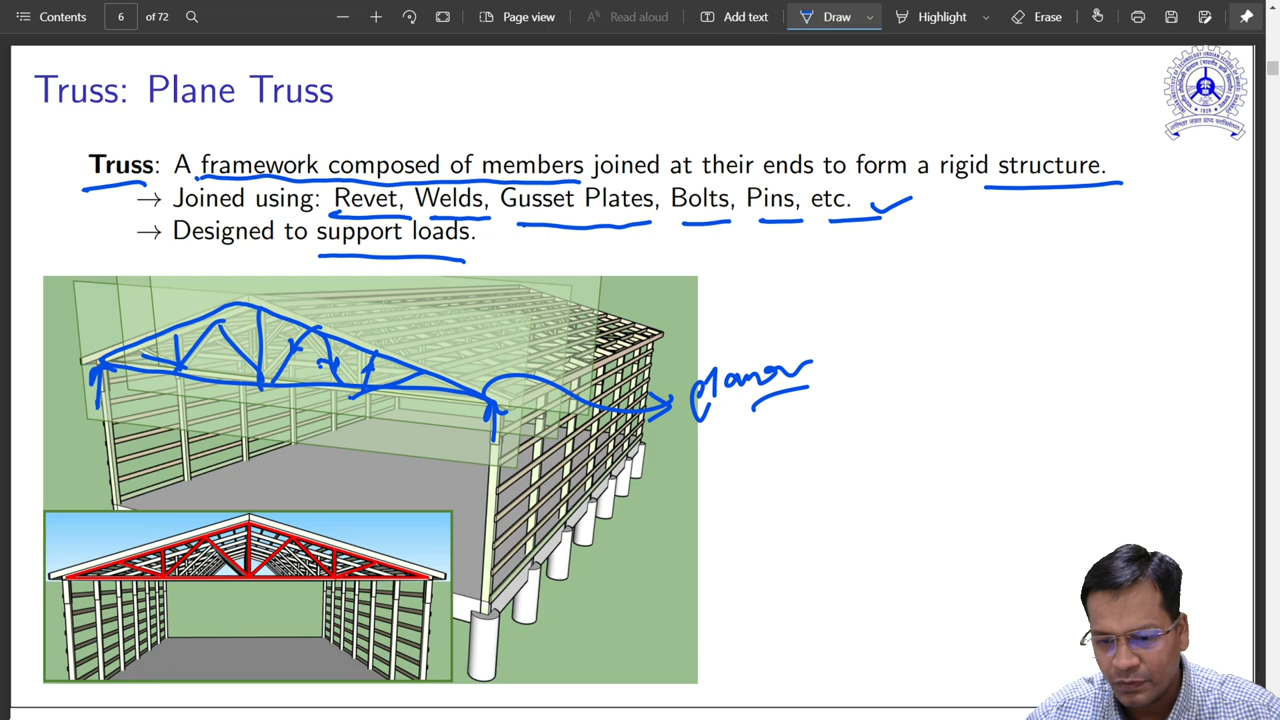 Contents 6 of 72 Page view Read aloud Add text Draw Highlight Erase
Truss: Plane Truss
Truss: A framework composed of members joined at their ends to form a rigid structure.
→ Joined using: Revet, Welds, Gusset Plates, Bolts, Pins, etc.
→ Designed to support loads.
planar